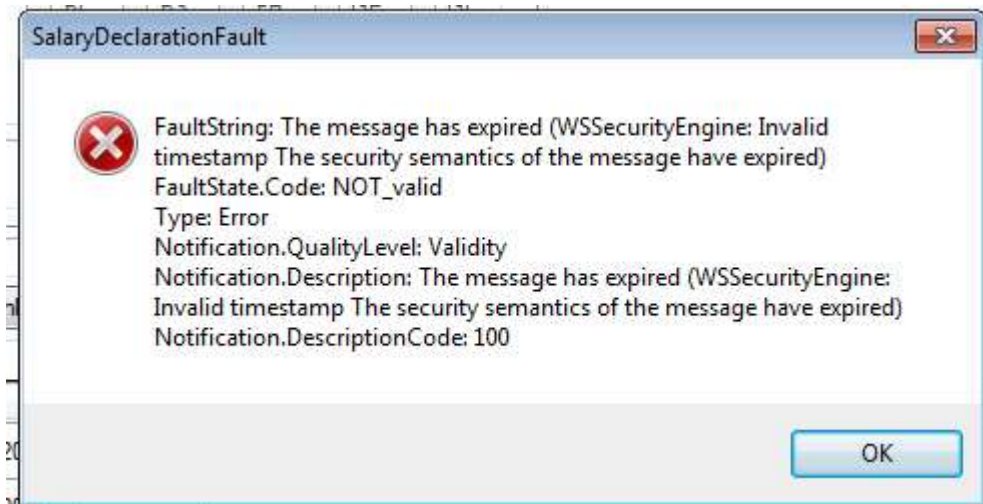 SalaryDeclarationFault
FaultString: The message has expired (WSSecurityEngine: Invalid
timestamp The security semantics of the message have expired)
FaultState.Code: NOT_valid
Type: Error
Notification.QualityLevel: Validity
Notification.Description: The message has expired (WSSecurityEngine:
Invalid timestamp The security semantics of the message have expired)
Notification.DescriptionCode: 100
OK